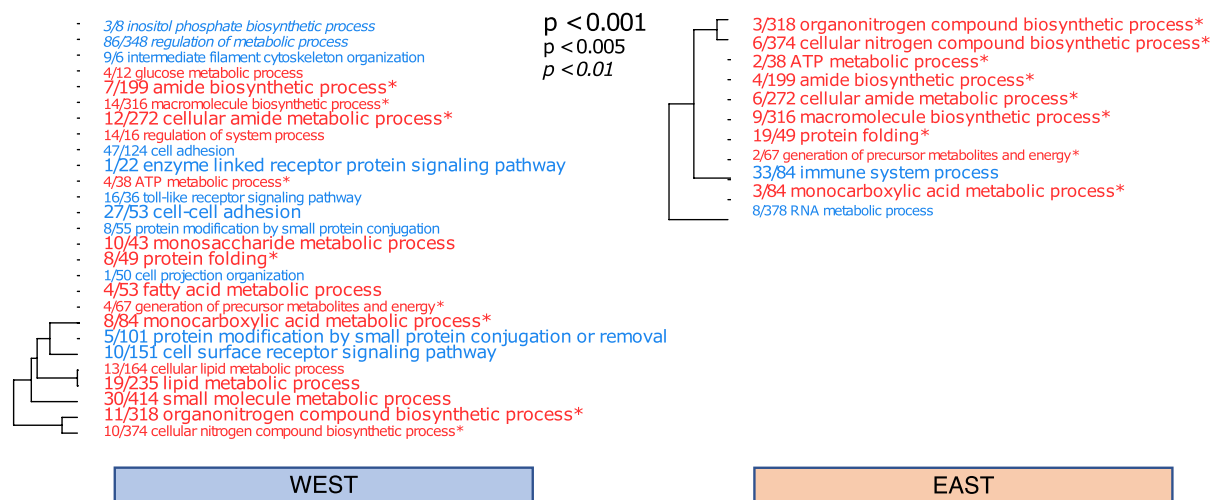 3/8 inositol phosphate biosynthetic process
86/348 regulation of metabolic process
9/6 intermediate filament cytoskeleton organization
4/12 glucose metabolic process
7/199 amide biosynthetic process*
14/316 macromolecule biosynthetic process*
12/272 cellular amide metabolic process*
14/16 regulation of system process
47/124 cell adhesion
1/22 enzyme linked receptor protein signaling pathway
4/38 ATP metabolic process*
16/36 toll-like receptor signaling pathway
27/53 cell-cell adhesion
8/55 protein modification by small protein conjugation
10/43 monosaccharide metabolic process
8/49 protein folding*
1/50 cell projection organization
4/53 fatty acid metabolic process
4/67 generation of precursor metabolites and energy*
8/84 monocarboxylic acid metabolic process*
5/101 protein modification by small protein conjugation or removal
10/151 cell surface receptor signaling pathway
13/164 cellular lipid metabolic process
19/235 lipid metabolic process
30/414 small molecule metabolic process
11/318 organonitrogen compound biosynthetic process*
10/374 cellular nitrogen compound biosynthetic process*
WEST
p < 0.001
p < 0.005
p < 0.01
3/318 organonitrogen compound biosynthetic process*
6/374 cellular nitrogen compound biosynthetic process*
2/38 ATP metabolic process*
4/199 amide biosynthetic process*
6/272 cellular amide metabolic process*
9/316 macromolecule biosynthetic process*
19/49 protein folding*
2/67 generation of precursor metabolites and energy*
33/84 immune system process
3/84 monocarboxylic acid metabolic process*
8/378 RNA metabolic process
EAST